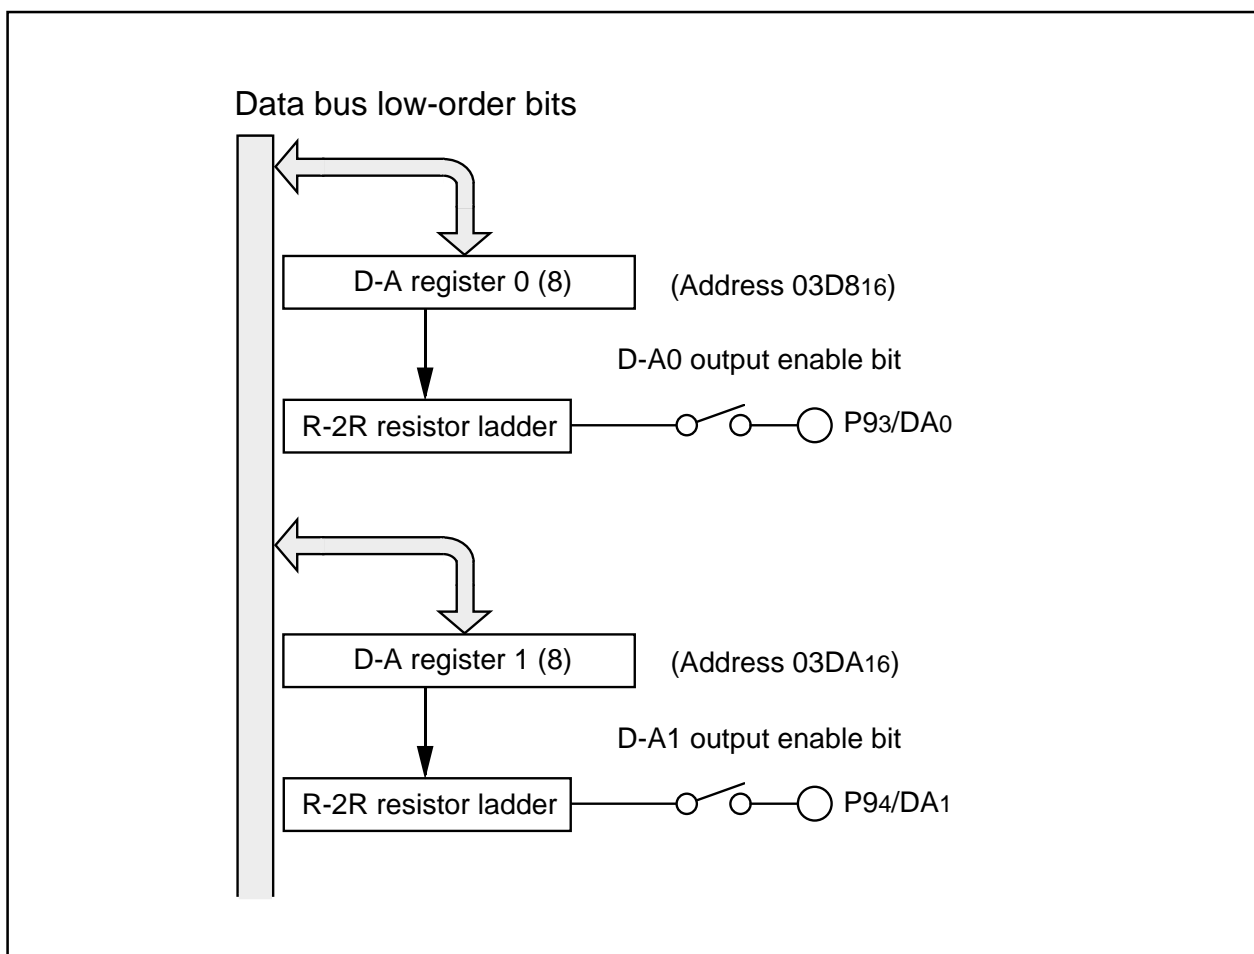 Data bus low-order bits
D-A register 0 (8)
(Address 03D816)
D-A0 output enable bit
R-2R resistor ladder
P93/DA0
D-A register 1 (8)
(Address 03DA16)
D-A1 output enable bit
R-2R resistor ladder
P94/DA1